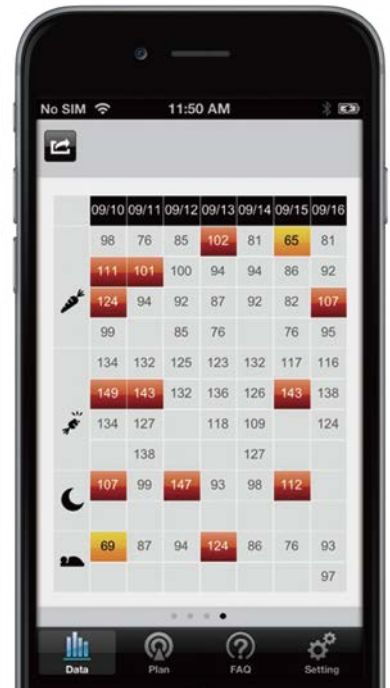 No SIM 11:50 AM
09/10 09/11 09/12 09/13 09/14 09/15 09/16
98 76 85 102 81 65 81
111 101 100 94 94 86 92
124 94 92 87 92 82 107
99 85 76 76 95
134 132 125 123 132 117 116
149 143 132 136 126 143 138
134 127 118 109 124
138 127
107 99 147 93 98 112
69 87 94 124 86 76 93
97
Data Plan FAQ Setting